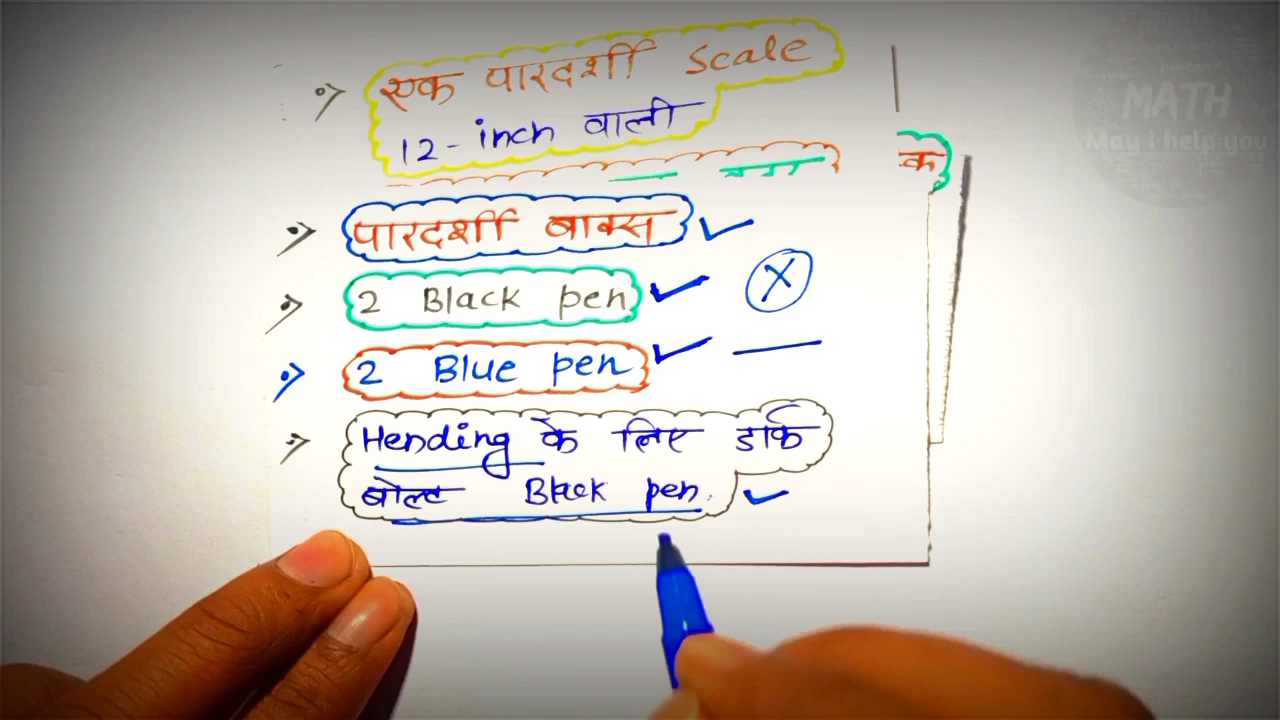 एक पारदर्शी Scale
12-inch वाली
MATH
May I help you
क
पारदर्शी बाक्स
2 Black pen
2 Blue pen
Hending के लिए डार्क
बोल्ट Black pen.